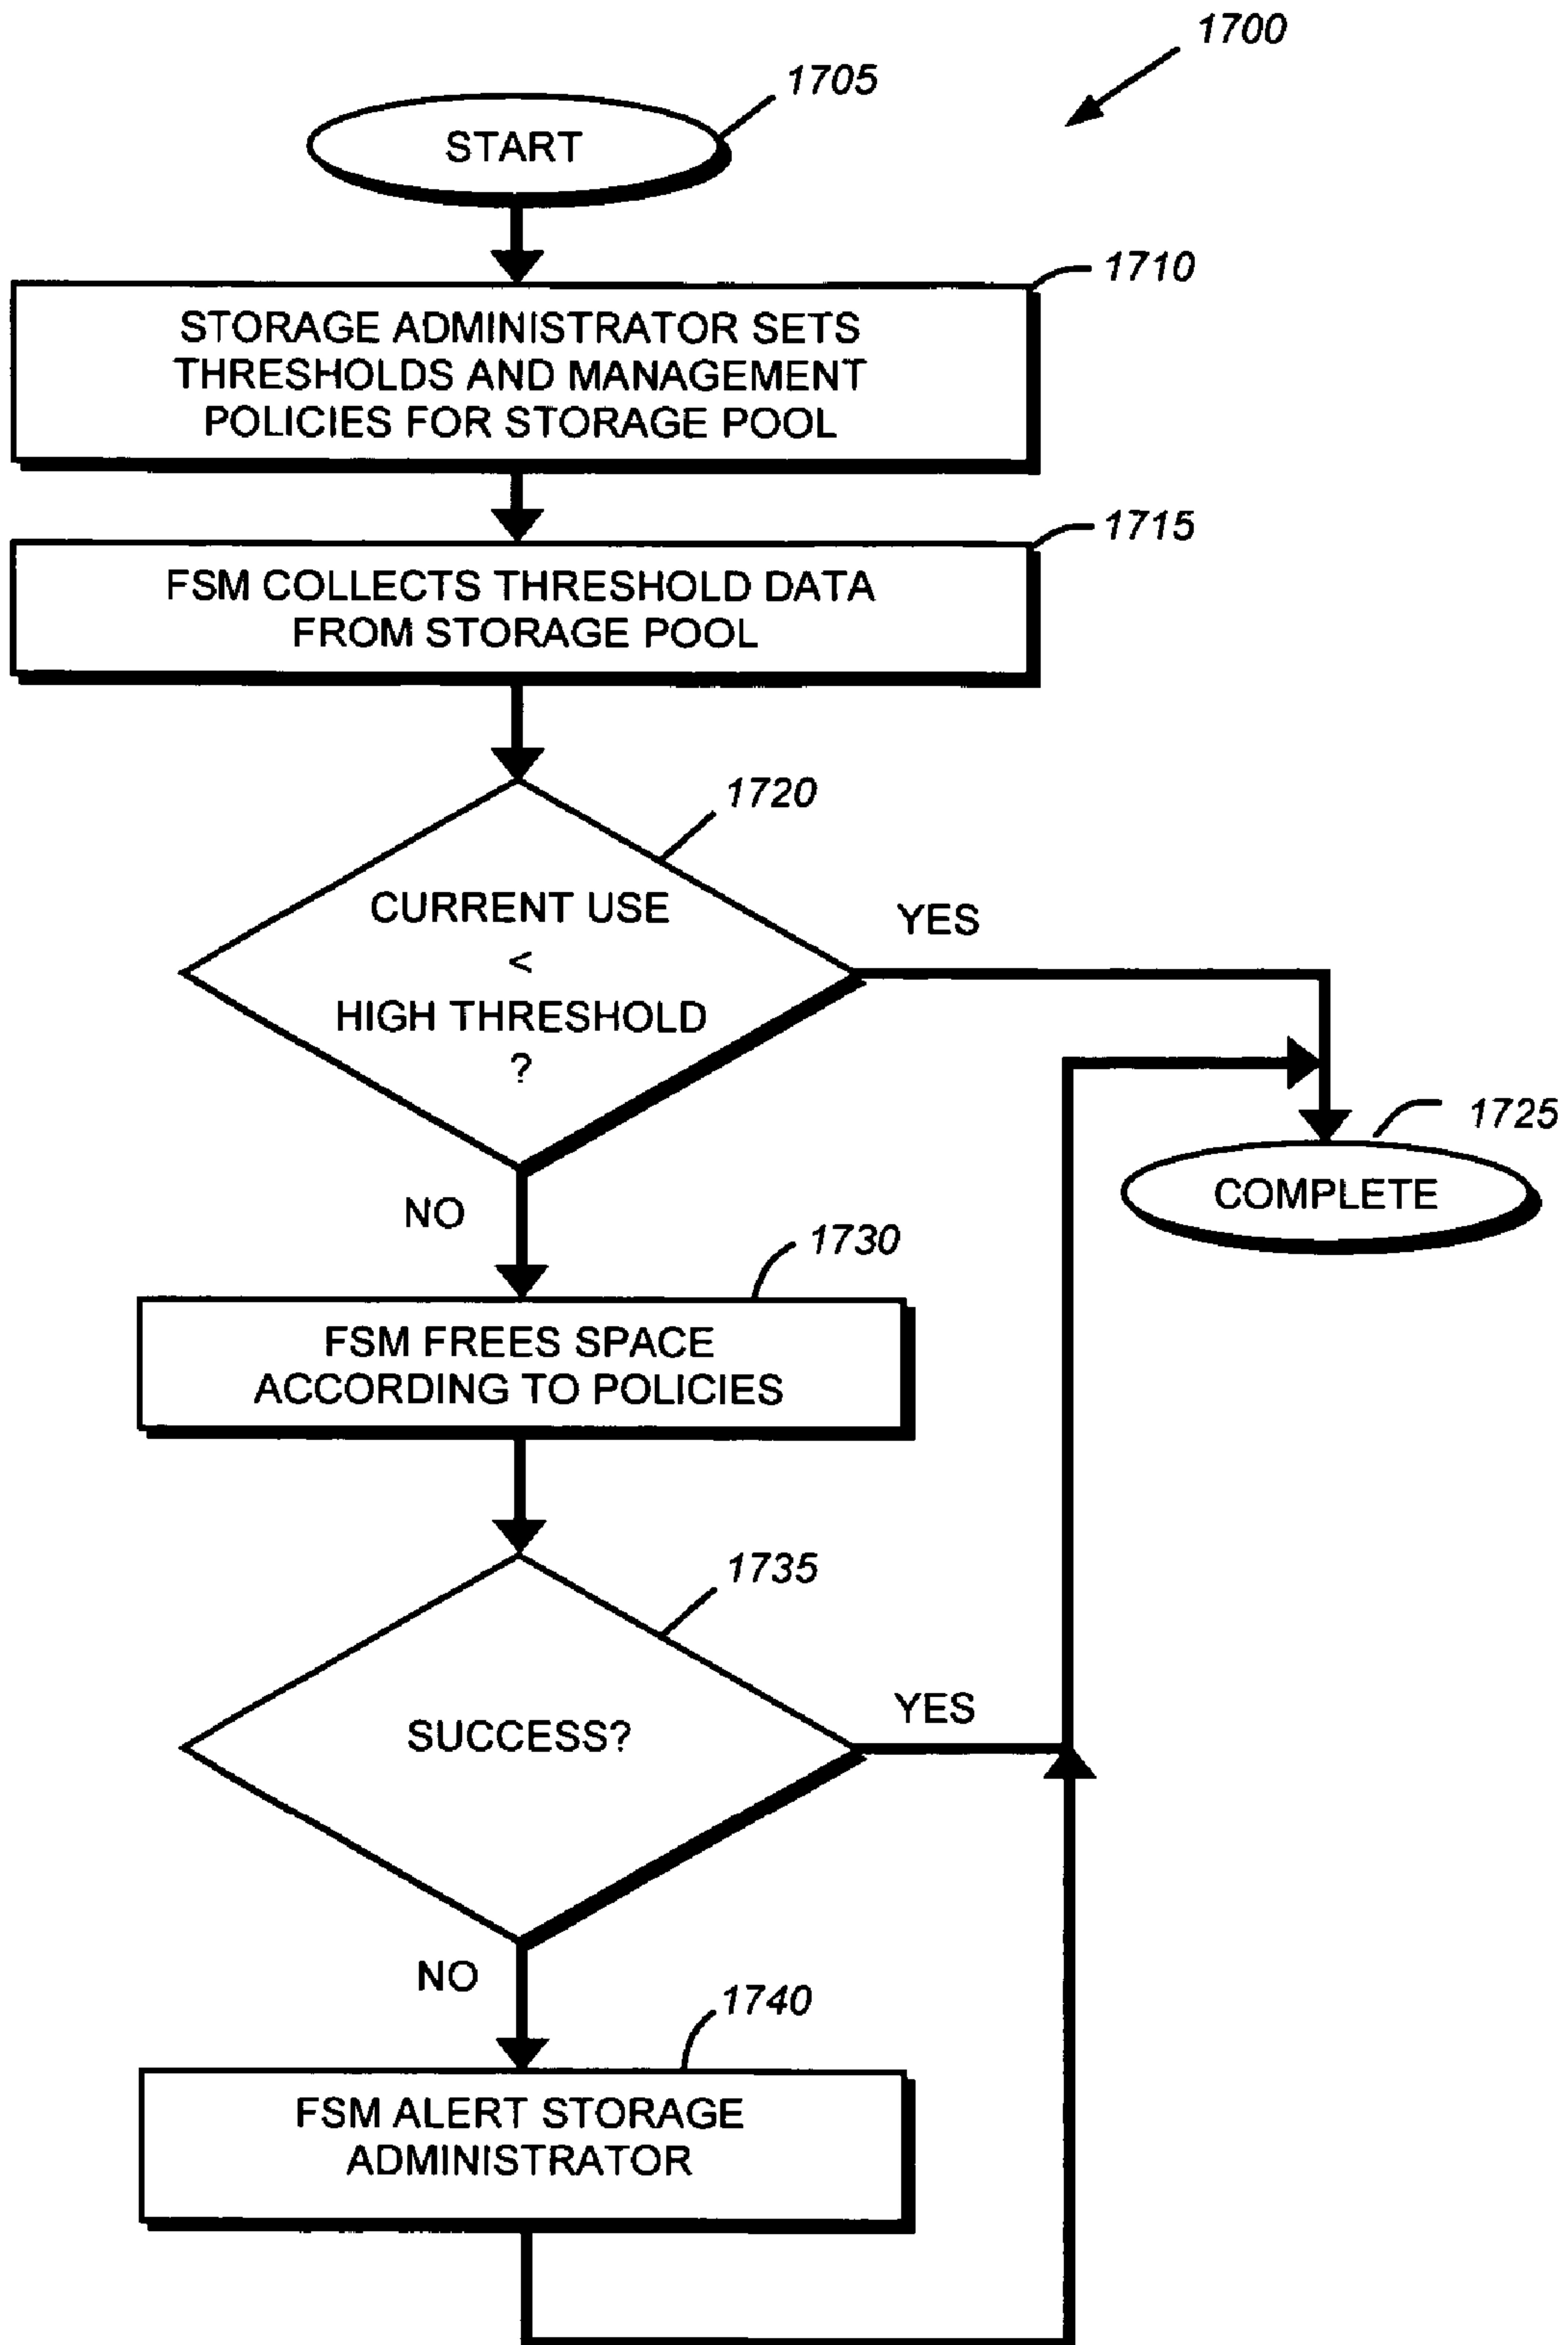 1700
1705
START
1710
STORAGE ADMINISTRATOR SETS
THRESHOLDS AND MANAGEMENT
POLICIES FOR STORAGE POOL
1715
FSM COLLECTS THRESHOLD DATA
FROM STORAGE POOL
1720
CURRENT USE
<
HIGH THRESHOLD
?
YES
1725
COMPLETE
NO
1730
FSM FREES SPACE
ACCORDING TO POLICIES
1735
SUCCESS?
YES
NO
1740
FSM ALERT STORAGE
ADMINISTRATOR